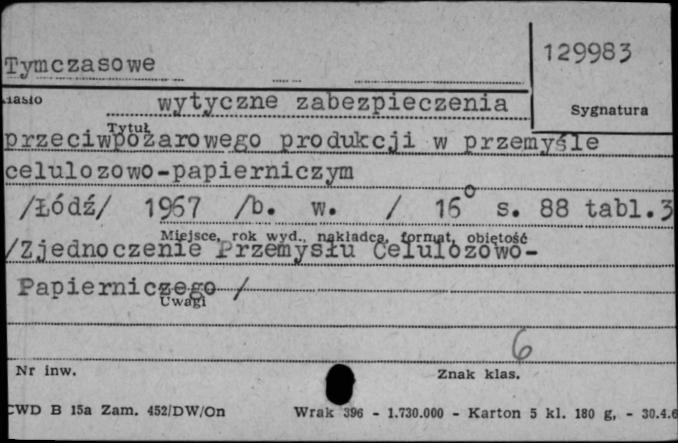 129983
Tymczasowe
Hasło
wytyczne zabezpieczenia
Sygnatura
Tytuł
przeciwpożarowego produkcji w przemyśle
celulozowo-papierniczym
/Łódź/ 1967 /b. w. / 16° s. 88 tabl.3
Miejsce, rok wyd., nakładca, format, objętość
/Zjednoczenie Przemysłu Celulozowo-
Papierniczego /
Uwagi
6
Nr inw.
Znak klas.
CWD B 15a Zam. 452/DW/On Wrak 396 - 1.730.000 - Karton 5 kl. 180 g, - 30.4.6